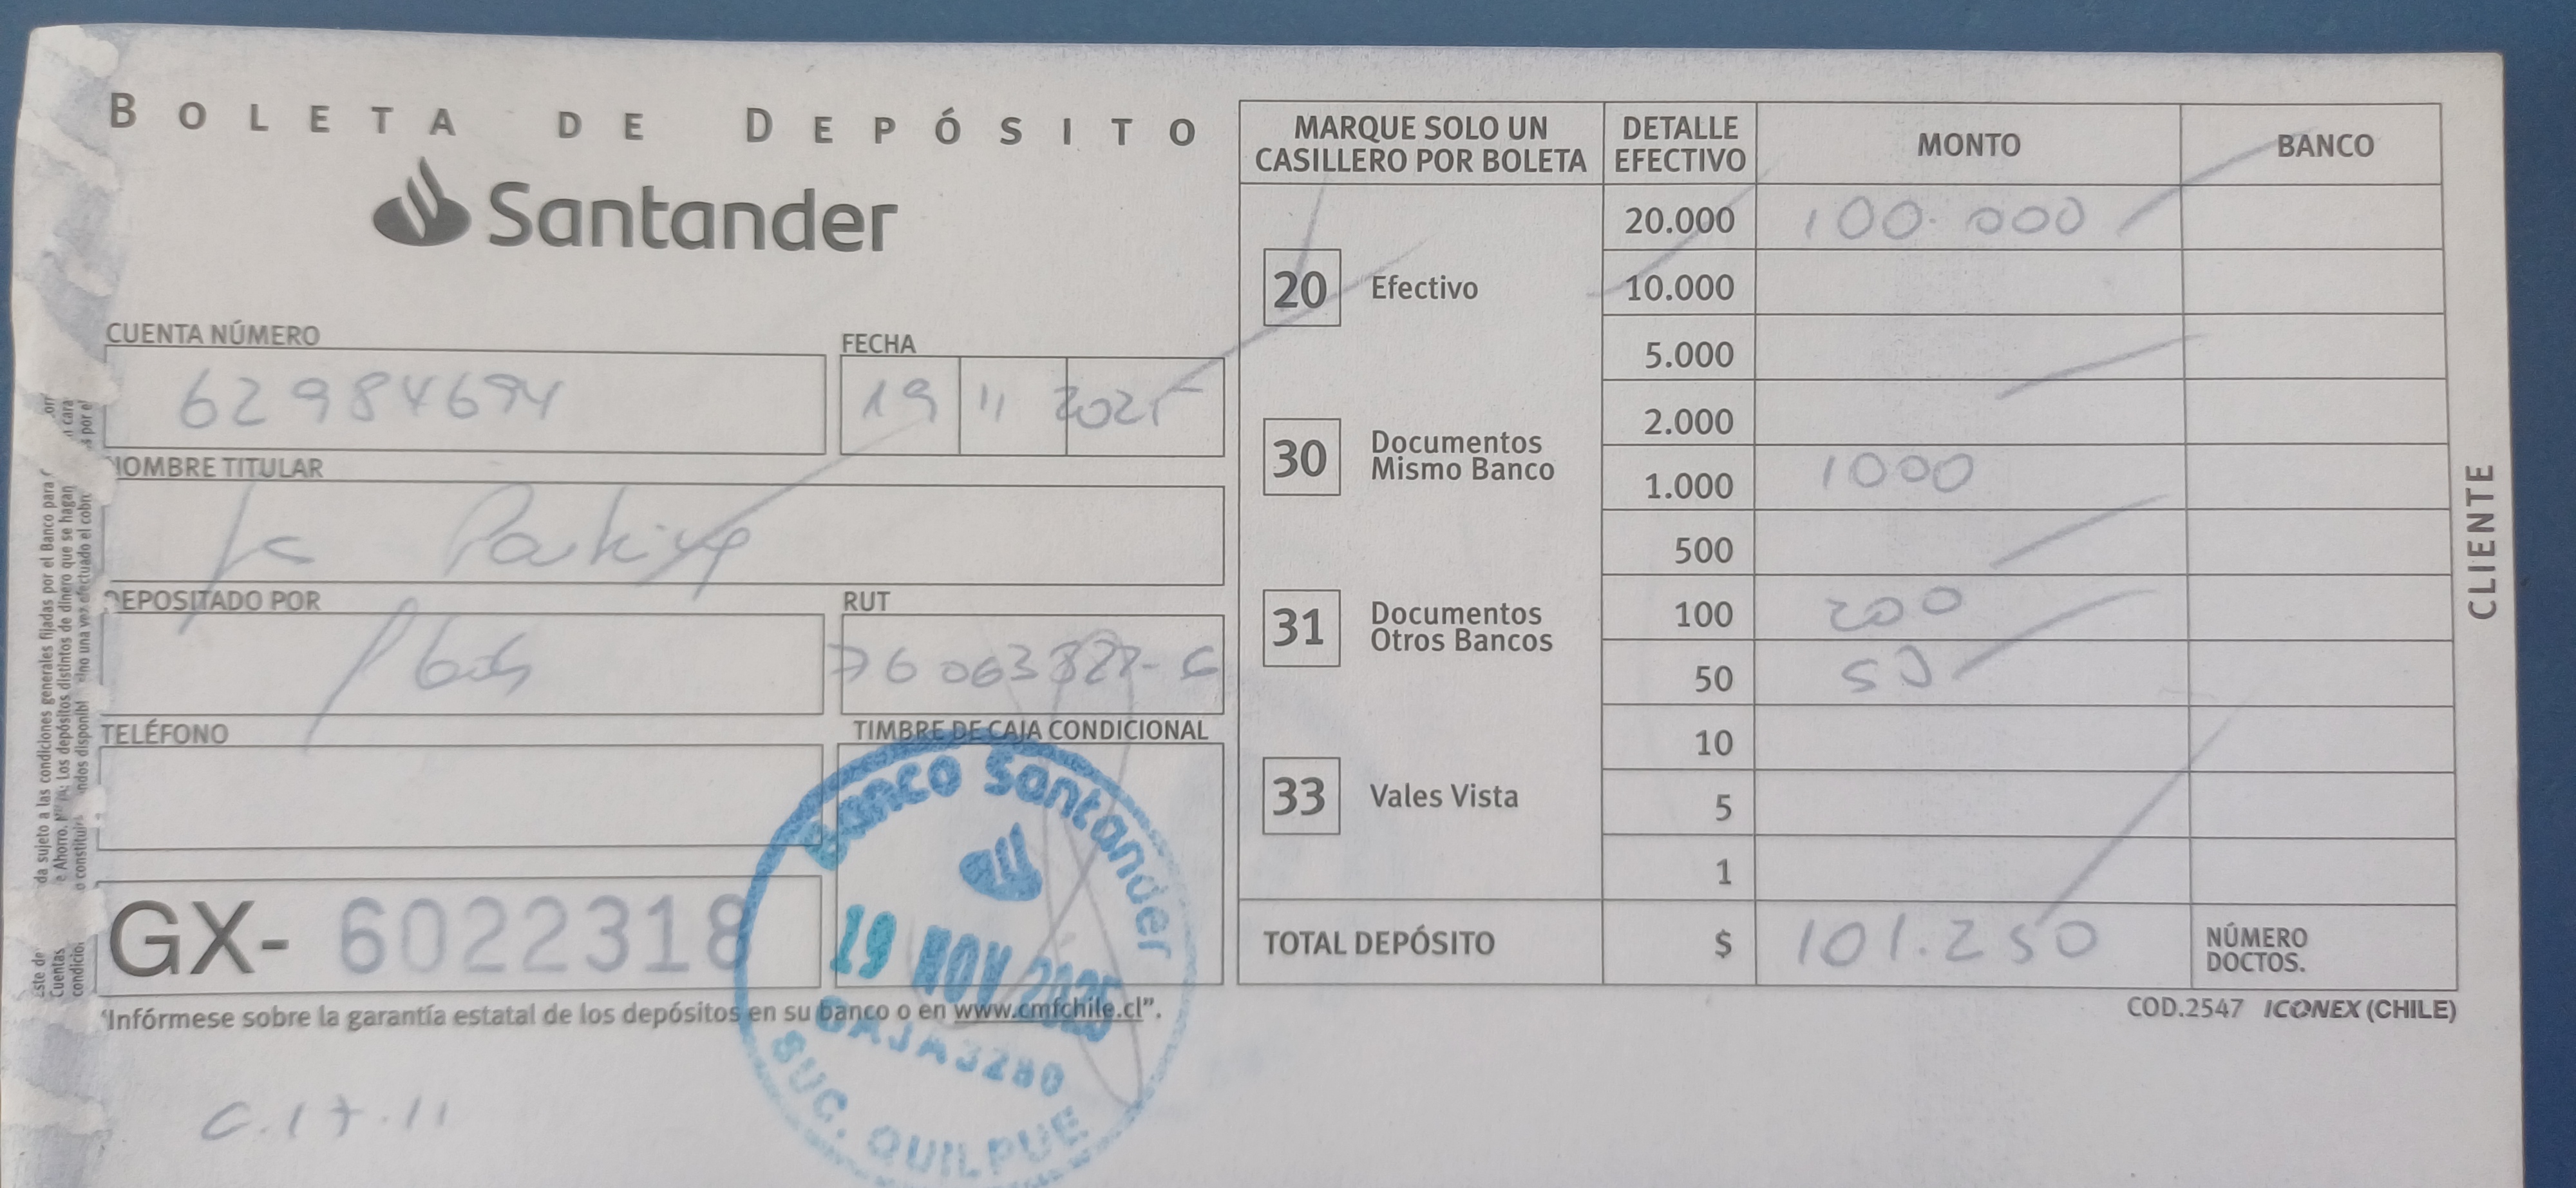 BOLETA DE DEPÓSITO
Santander
CUENTA NÚMERO
62984694
FECHA
19 11 2025
NOMBRE TITULAR
Parking
DEPOSITADO POR
RUT
TELÉFONO
TIMBRE DE CAJA CONDICIONAL
GX- 6022318
Banco Santander
19 NOV 2025
CAJA 3280
SUC. QUILPUE
"Infórmese sobre la garantía estatal de los depósitos en su banco o en www.cmfchile.cl".
C.17.11
MARQUE SOLO UN CASILLERO POR BOLETA
20 Efectivo
30 Documentos Mismo Banco
31 Documentos Otros Bancos
33 Vales Vista
DETALLE EFECTIVO MONTO BANCO
20.000 100.000
10.000
5.000
2.000
1.000 1000
500
100 200
50 50
10
5
1
TOTAL DEPÓSITO $ 101.250 NÚMERO DOCTOS.
COD.2547 ICONEX (CHILE)
CLIENTE